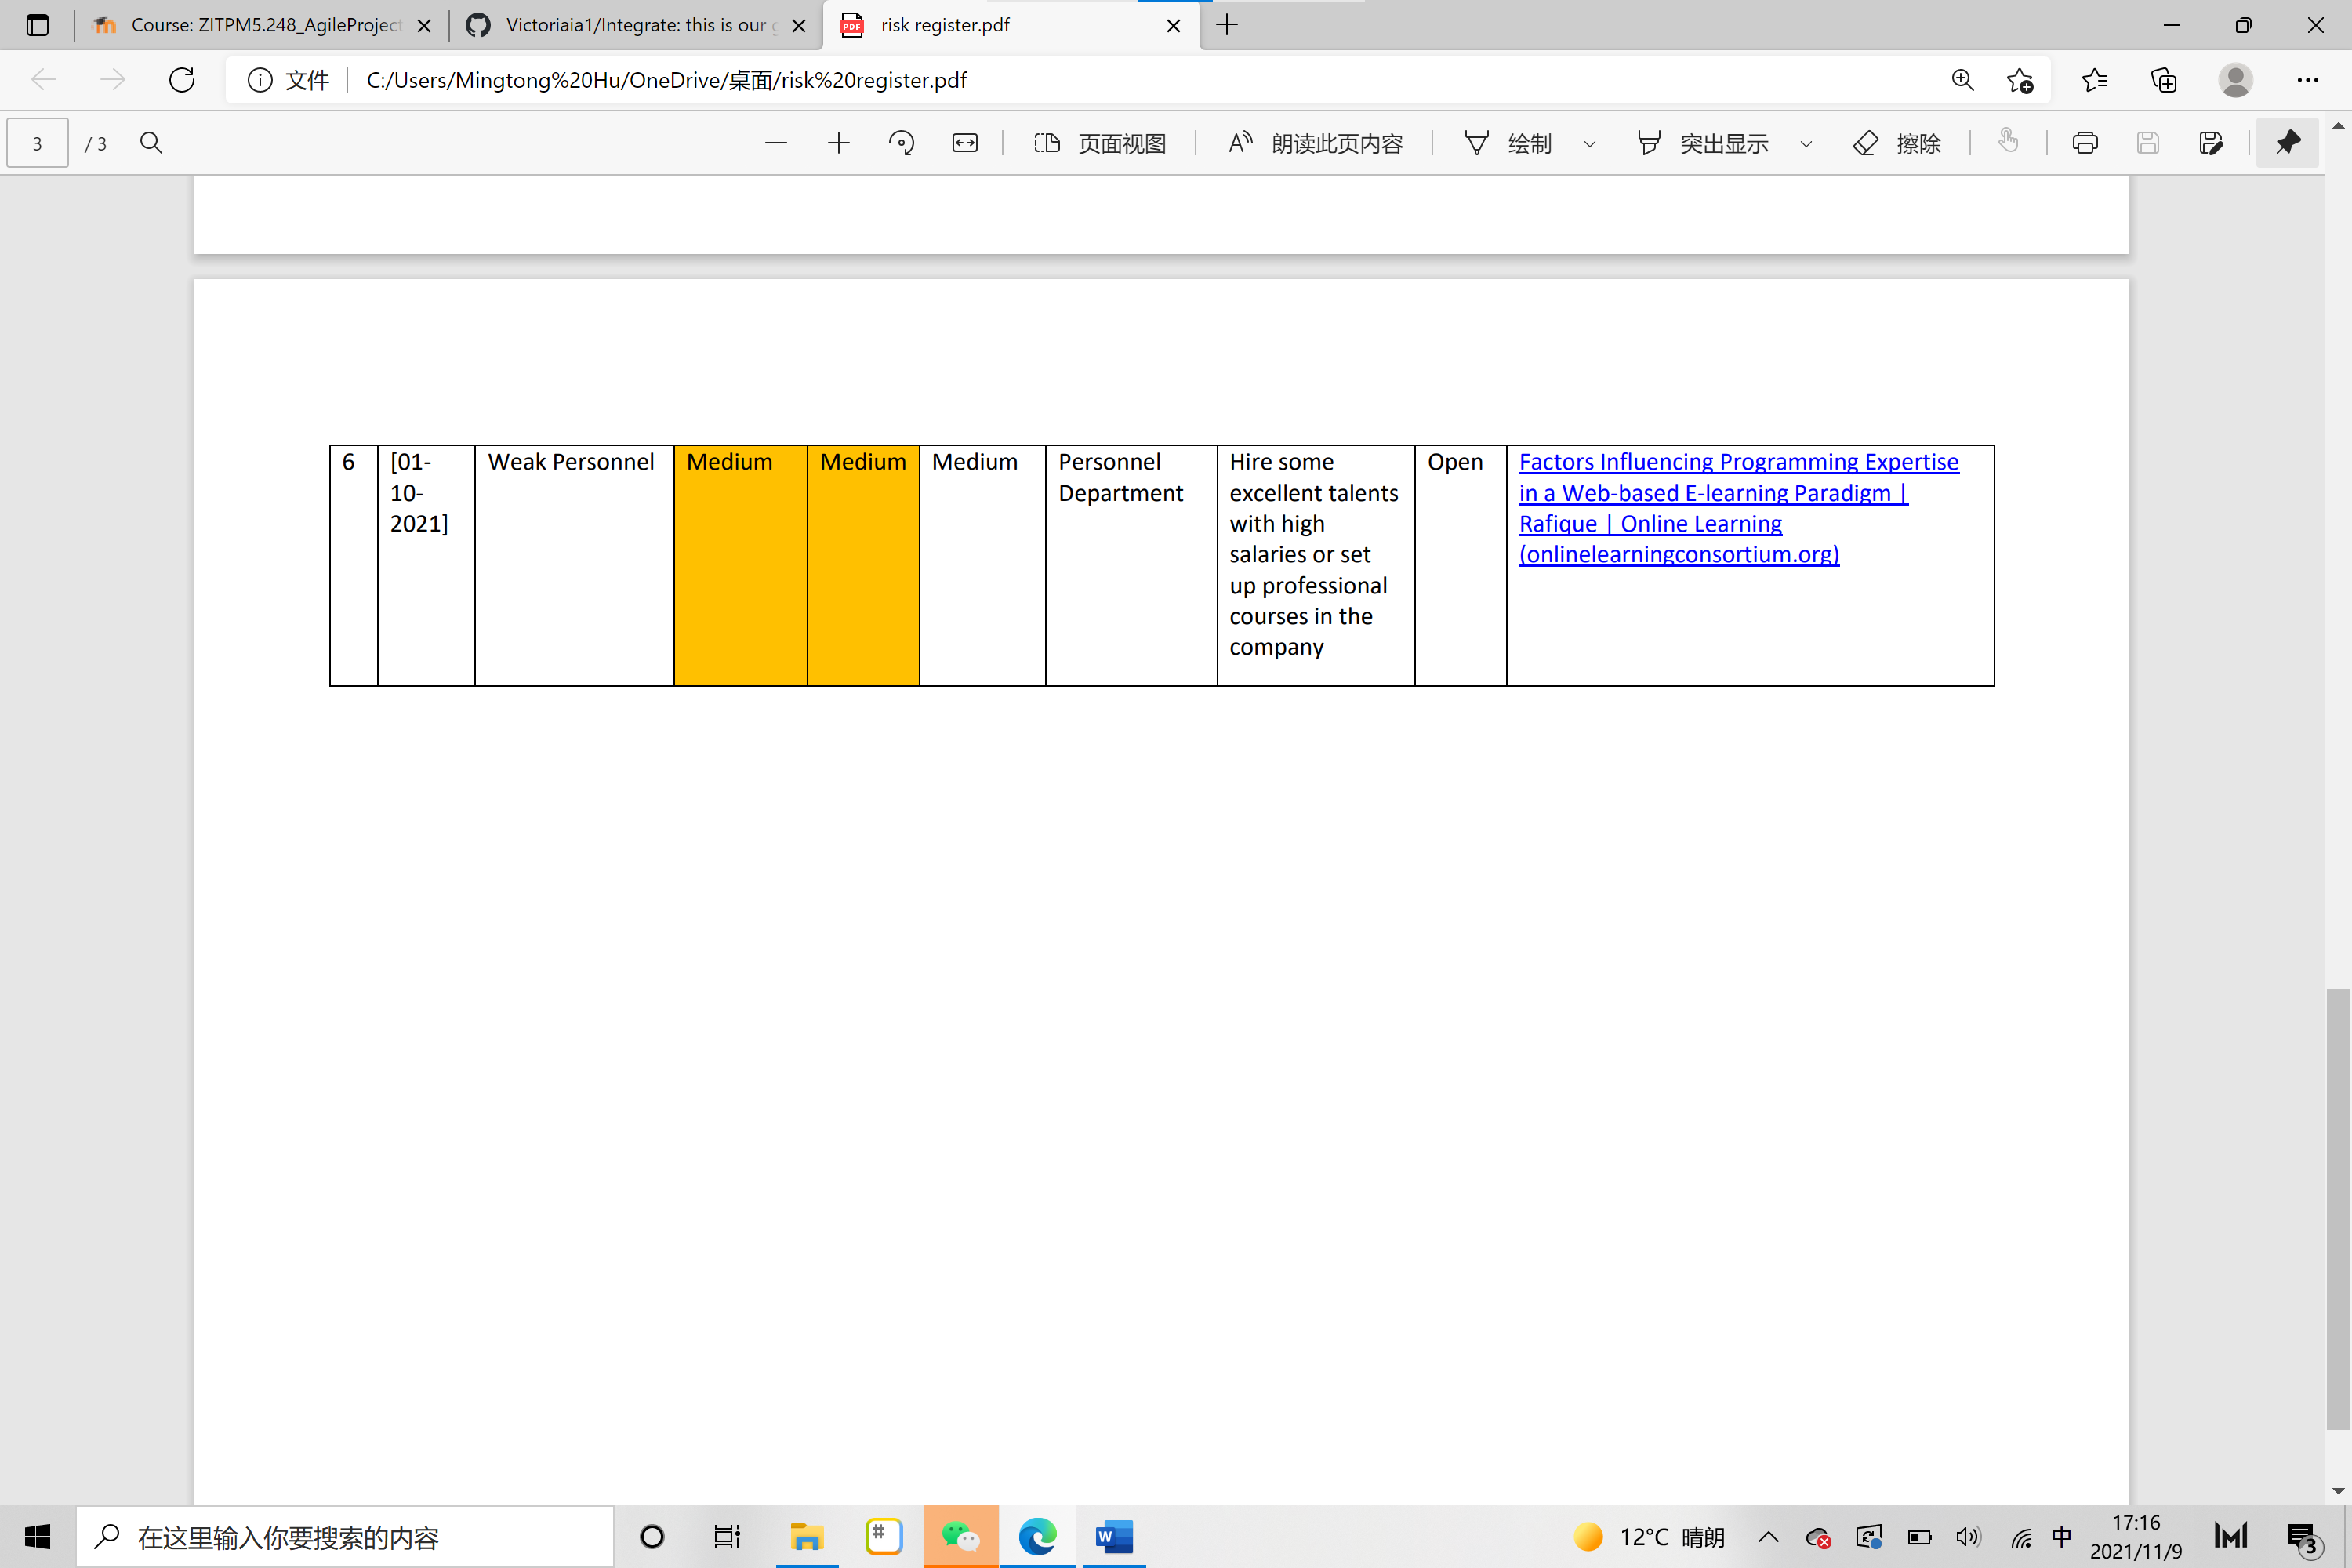 Course: ZITPM5.248_AgileProject
Victoriaia1/Integrate: this is our g
PDF
risk register.pdf
文件
C:/Users/Mingtong%20Hu/OneDrive/桌面/risk%20register.pdf
3
/ 3
页面视图
朗读此页内容
绘制
突出显示
擦除
6
[01-
10-
2021]
Weak Personnel
Medium
Medium
Medium
Personnel
Department
Hire some
excellent talents
with high
salaries or set
up professional
courses in the
company
Open
Factors Influencing Programming Expertise
in a Web-based E-learning Paradigm |
Rafique | Online Learning
(onlinelearningconsortium.org)
在这里输入你要搜索的内容
#
W
12°C 晴朗
中
17:16
2021/11/9
3